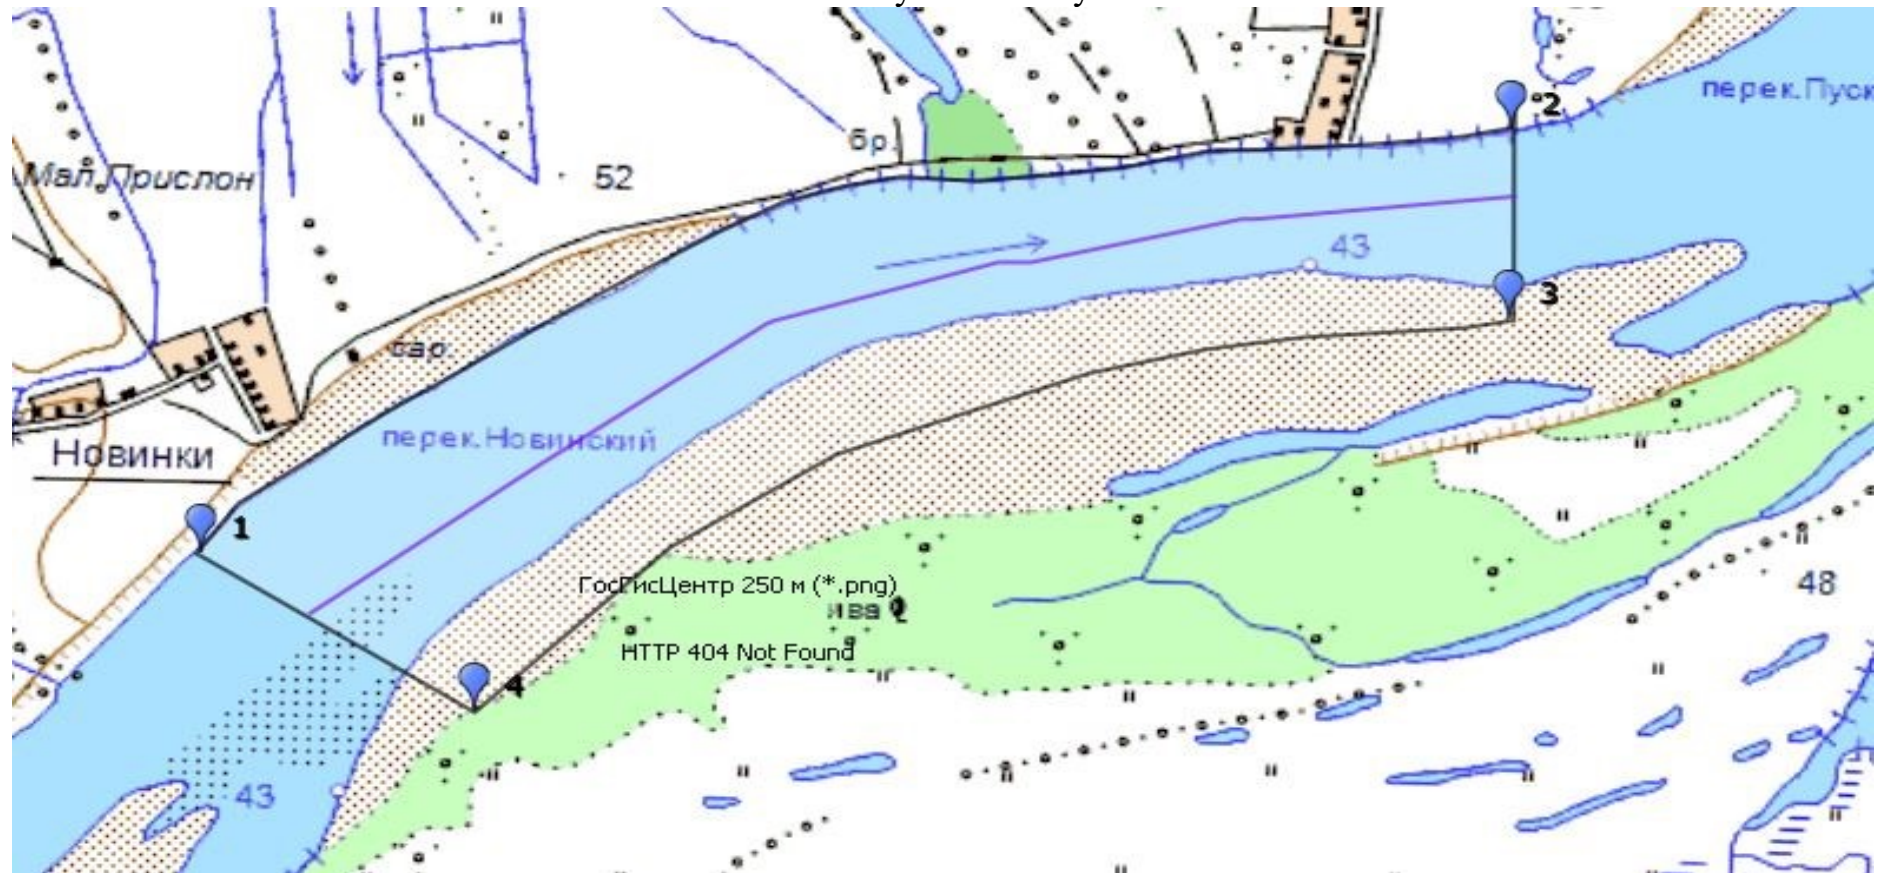 2
перек.Пуск
бр.
Мал.Прислон
52
43
3
сар.
перек.Новинский
Новинки
1
ГосГисЦентр 250 м (*.png)
ива
48
HTTP 404 Not Found
4
43